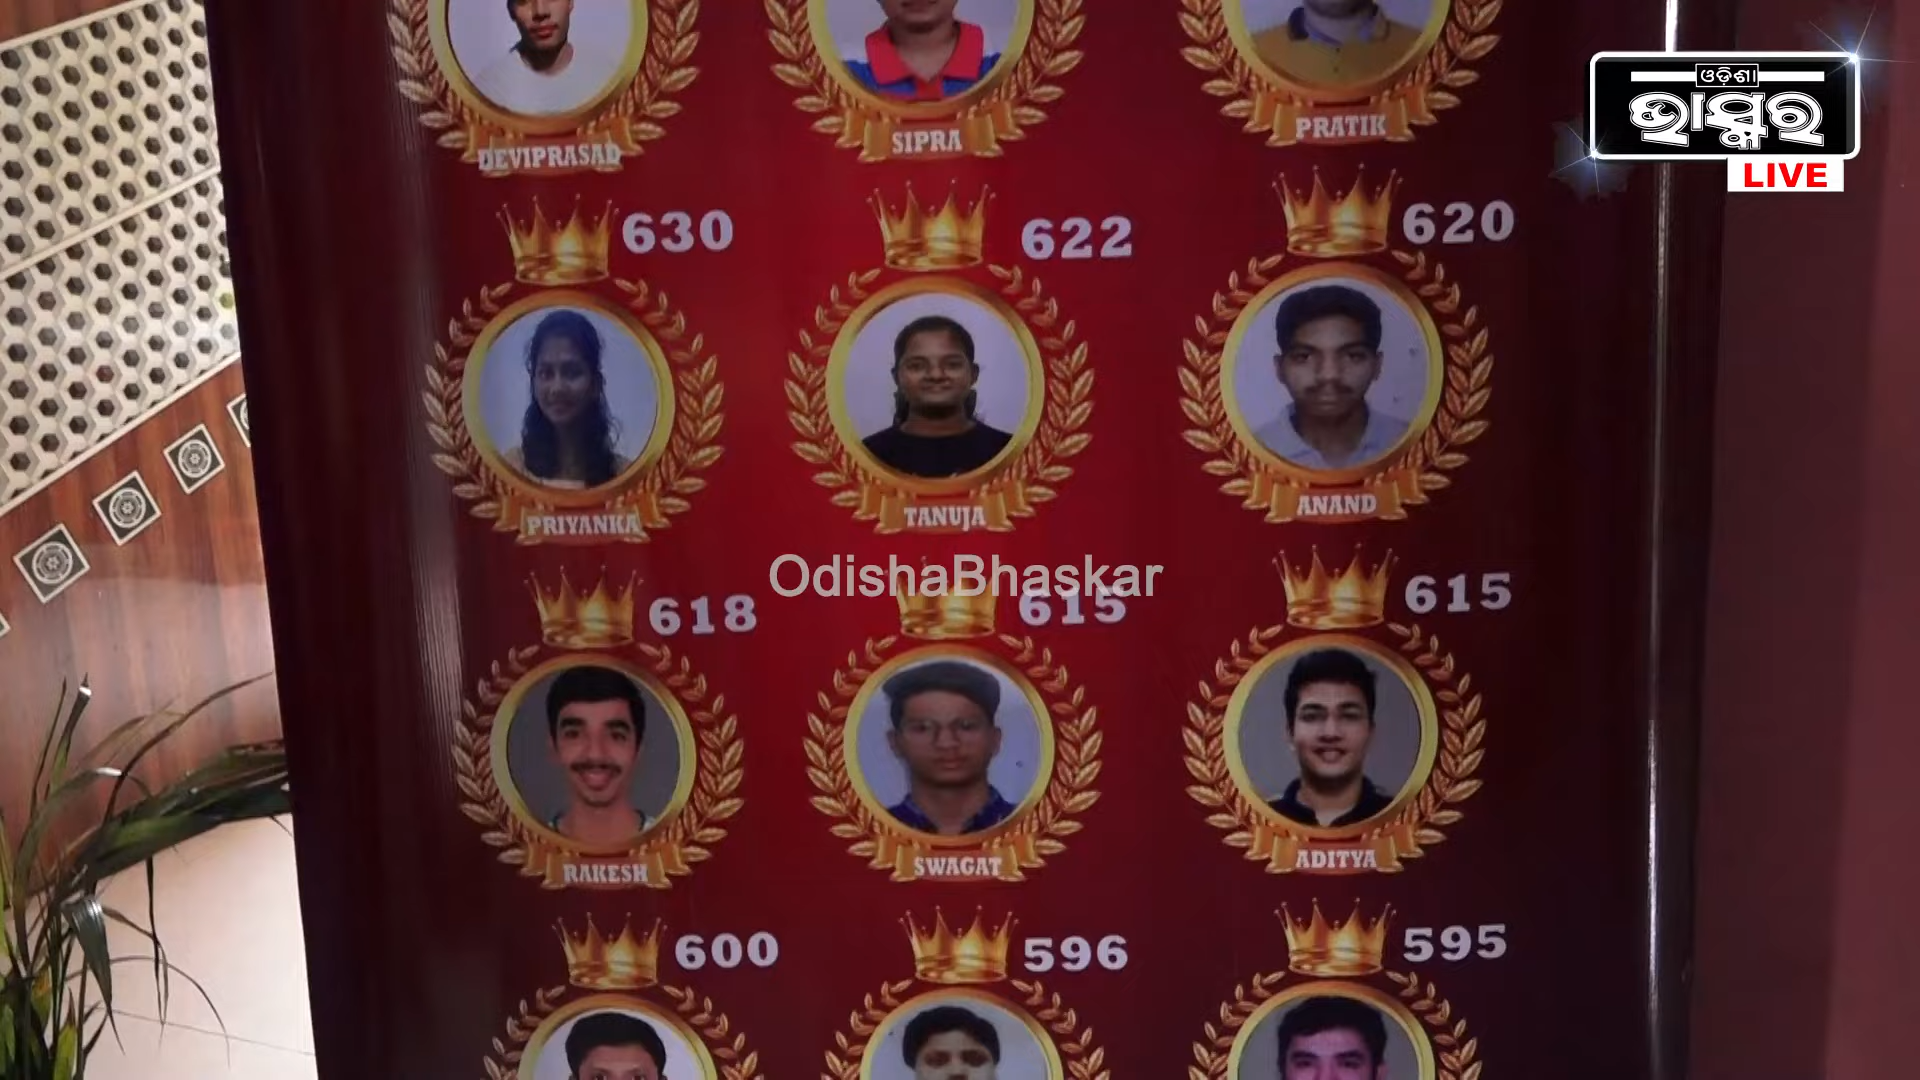 ଓଡ଼ିଶା
ଭାସ୍କର
LIVE
DEVIPRASAD
SIPRA
PRATIK
630
622
620
PRIYANKA
TANUJA
ANAND
OdishaBhaskar
618
615
615
RAKESH
SWAGAT
ADITYA
600
596
595